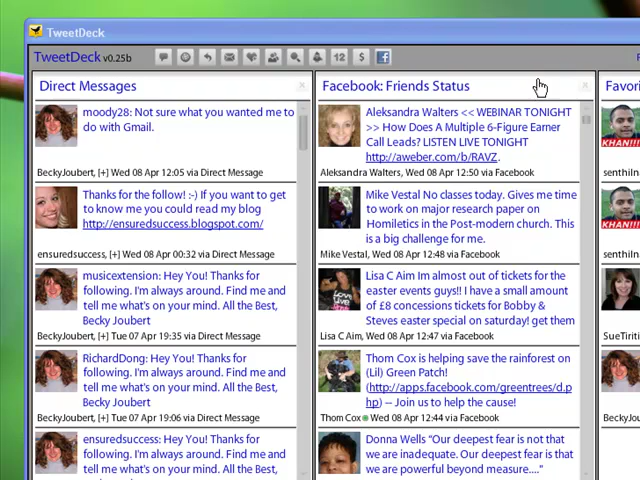 TweetDeck
TweetDeck v0.25b
12
$
f
Direct Messages
moody28: Not sure what you wanted me to
do with Gmail.
BeckyJoubert, [+] Wed 08 Apr 12:05 via Direct Message
Thanks for the follow! :-) If you want to
get to know me you could read my blog
http://ensuredsuccess.blogspot.com/
ensuredsuccess, [+] Wed 08 Apr 00:32 via Direct Message
musicextension: Hey You! Thanks for
following. I'm always around. Find me and
tell me what's on your mind. All the Best,
Becky Joubert
BeckyJoubert, [+] Tue 07 Apr 19:35 via Direct Message
RichardDong: Hey You! Thanks for
following. I'm always around. Find me and
tell me what's on your mind. All the Best,
Becky Joubert
BeckyJoubert, [+] Tue 07 Apr 19:06 via Direct Message
ensuredsuccess: Hey You! Thanks for
following. I'm always around. Find me and
tell me what's on your mind. All the Best,
Facebook: Friends Status
Aleksandra Walters << WEBINAR TONIGHT
>> How Does A Multiple 6-Figure Earner
Call Leads? LISTEN LIVE TONIGHT
http://aweber.com/b/RAVZ.
Aleksandra Walters, Wed 08 Apr 12:50 via Facebook
Mike Vestal No classes today. Gives me time
to work on major research paper on
Homiletics in the Post-modern church. This
is a big challenge for me.
Mike Vestal, Wed 08 Apr 12:48 via Facebook
Lisa C Aim Im almost out of tickets for the
easter events guys!! I have a small amount
of £8 concessions tickets for Bobby &
Steves easter special on saturday! get them
Lisa C Aim, Wed 08 Apr 12:47 via Facebook
Thom Cox is helping save the rainforest on
(Lil) Green Patch!
(http://apps.facebook.com/greentrees/d.p
hp) -- Join us to help the cause!
Thom Cox Wed 08 Apr 12:44 via Facebook
Donna Wells "Our deepest fear is not that
we are inadequate. Our deepest fear is that
we are powerful beyond measure...."
Favori
KHAN!!!
senthiln
KHAN!!!
senthiln
SueTiriti
BeckyJo